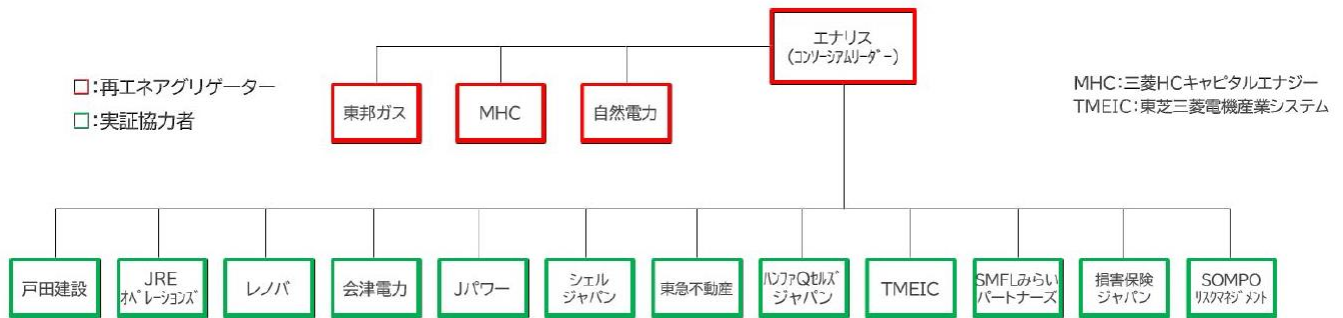 エナリス
(コンソーシアムリーダー)
□:再エネアグリゲーター
□:実証協力者
東邦ガス
MHC
自然電力
MHC:三菱HCキャピタルエナジー
TMEIC:東芝三菱電機産業システム
戸田建設
JRE
オペレーションズ
レノバ
会津電力
Jパワー
シェル
ジャパン
東急不動産
ハンファQセルズ
ジャパン
TMEIC
SMFLみらい
パートナーズ
損害保険
ジャパン
SOMPO
リスクマネジメント